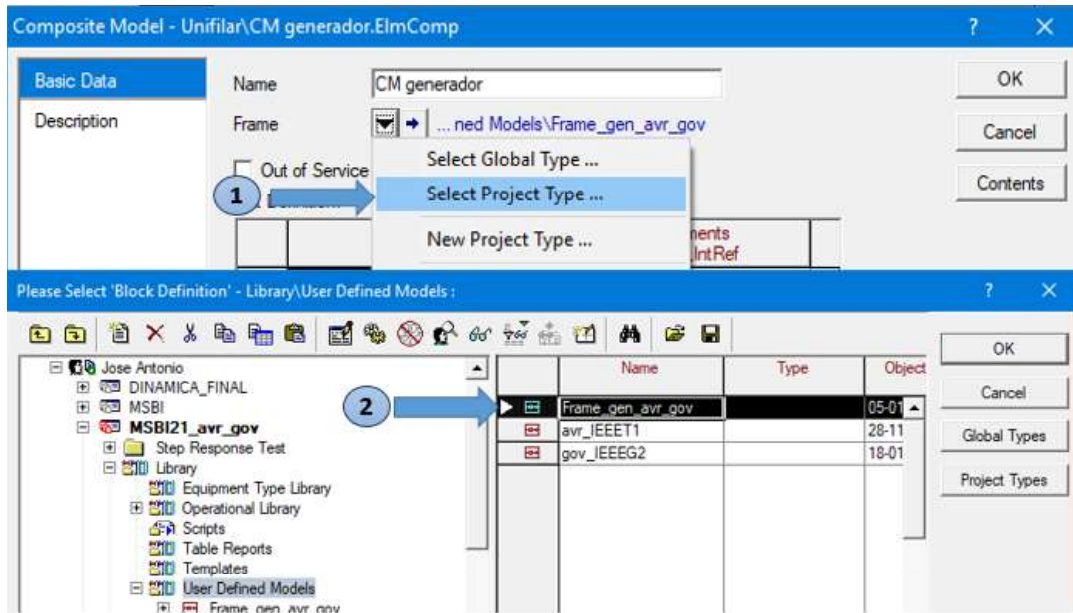 Composite Model - Unifilar\CM generador.ElmComp ?
Basic Data
Description
Name CM generador
Frame ... ned Models\Frame_gen_avr_gov
Out of Service
OK
Cancel
Contents
Select Global Type ...
Select Project Type ...
New Project Type ...
1
ents
IntRef
Please Select 'Block Definition' - Library\User Defined Models : ?
Jose Antonio
DINAMICA_FINAL
MSBI
MSBI21_avr_gov
Step Response Test
Library
Equipment Type Library
Operational Library
Scripts
Table Reports
Templates
User Defined Models
Frame_gen_avr_gov
2
Name Type Object
Frame_gen_avr_gov 05-01
avr_IEEET1 28-11
gov_IEEEG2 18-01
OK
Cancel
Global Types
Project Types